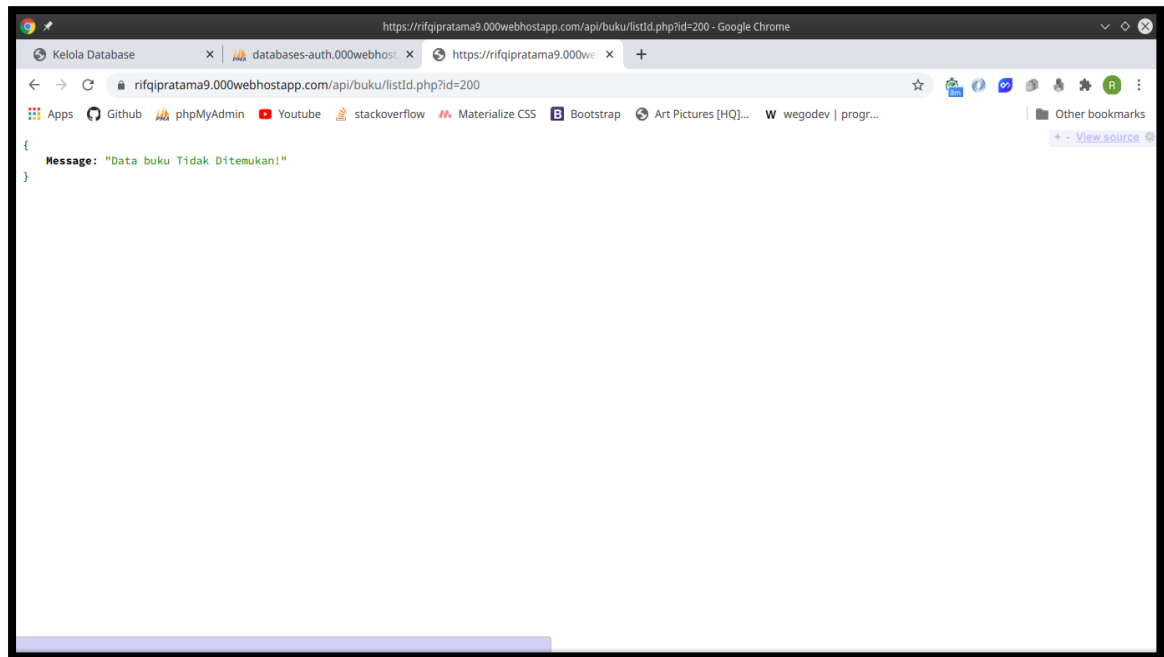 https://rifqipratama9.000webhostapp.com/api/buku/listId.php?id=200 - Google Chrome
Kelola Database databases-auth.000webhost https://rifqipratama9.000we
rifqipratama9.000webhostapp.com/api/buku/listId.php?id=200 8m R
Apps Github phpMyAdmin Youtube stackoverflow Materialize CSS B Bootstrap Art Pictures [HQ]... W wegodev | progr... Other bookmarks
+ - View source
{
Message: "Data buku Tidak Ditemukan!"
}